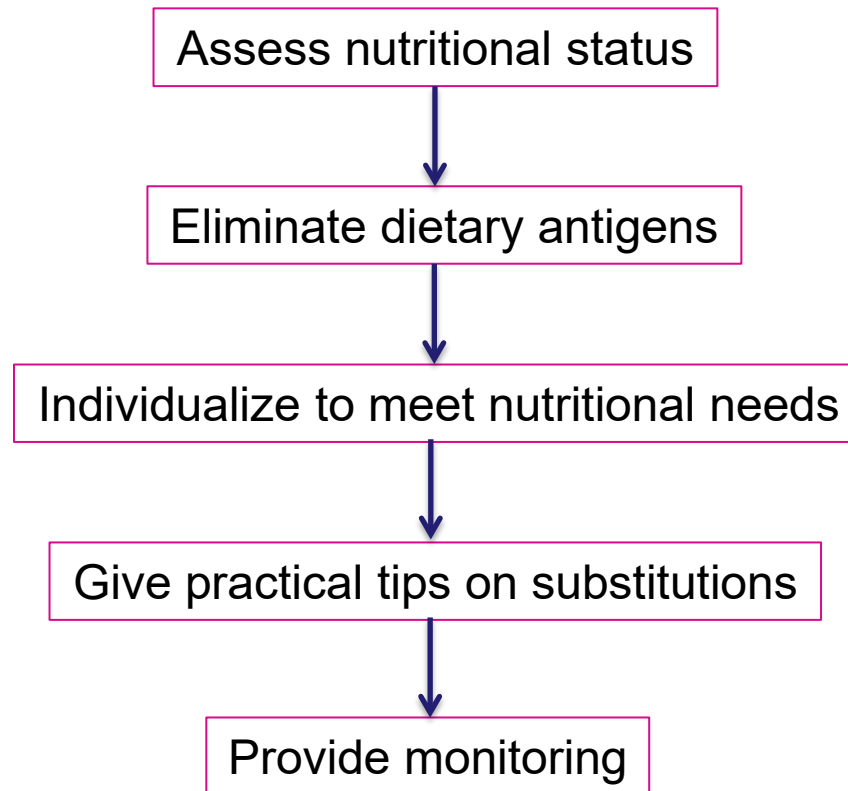 Assess nutritional status
Eliminate dietary antigens
Individualize to meet nutritional needs
Give practical tips on substitutions
Provide monitoring